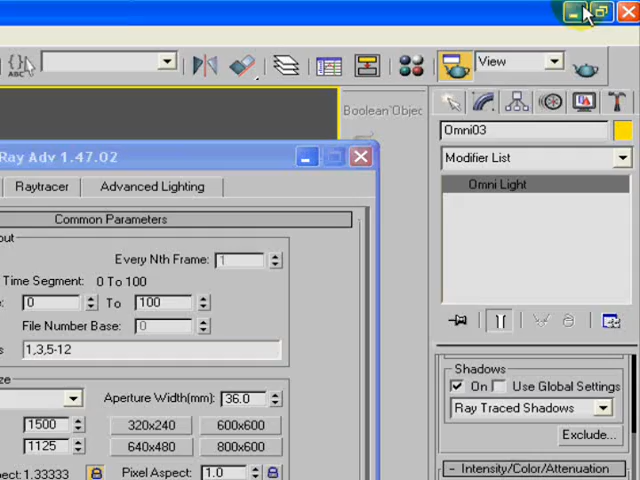 ABC
View
Boolean Objec
Omni03
Ray Adv 1.47.02
Modifier List
Raytracer
Advanced Lighting
Omni Light
Common Parameters
out
Every Nth Frame: 1
Time Segment: 0 To 100
e: 0 To 100
File Number Base: 0
s 1,3,5-12
ize
Aperture Width(mm): 36.0
1500 320x240 600x600
1125 640x480 800x600
pect: 1.33333 Pixel Aspect: 1.0
Shadows
On Use Global Settings
Ray Traced Shadows
Exclude...
- Intensity/Color/Attenuation